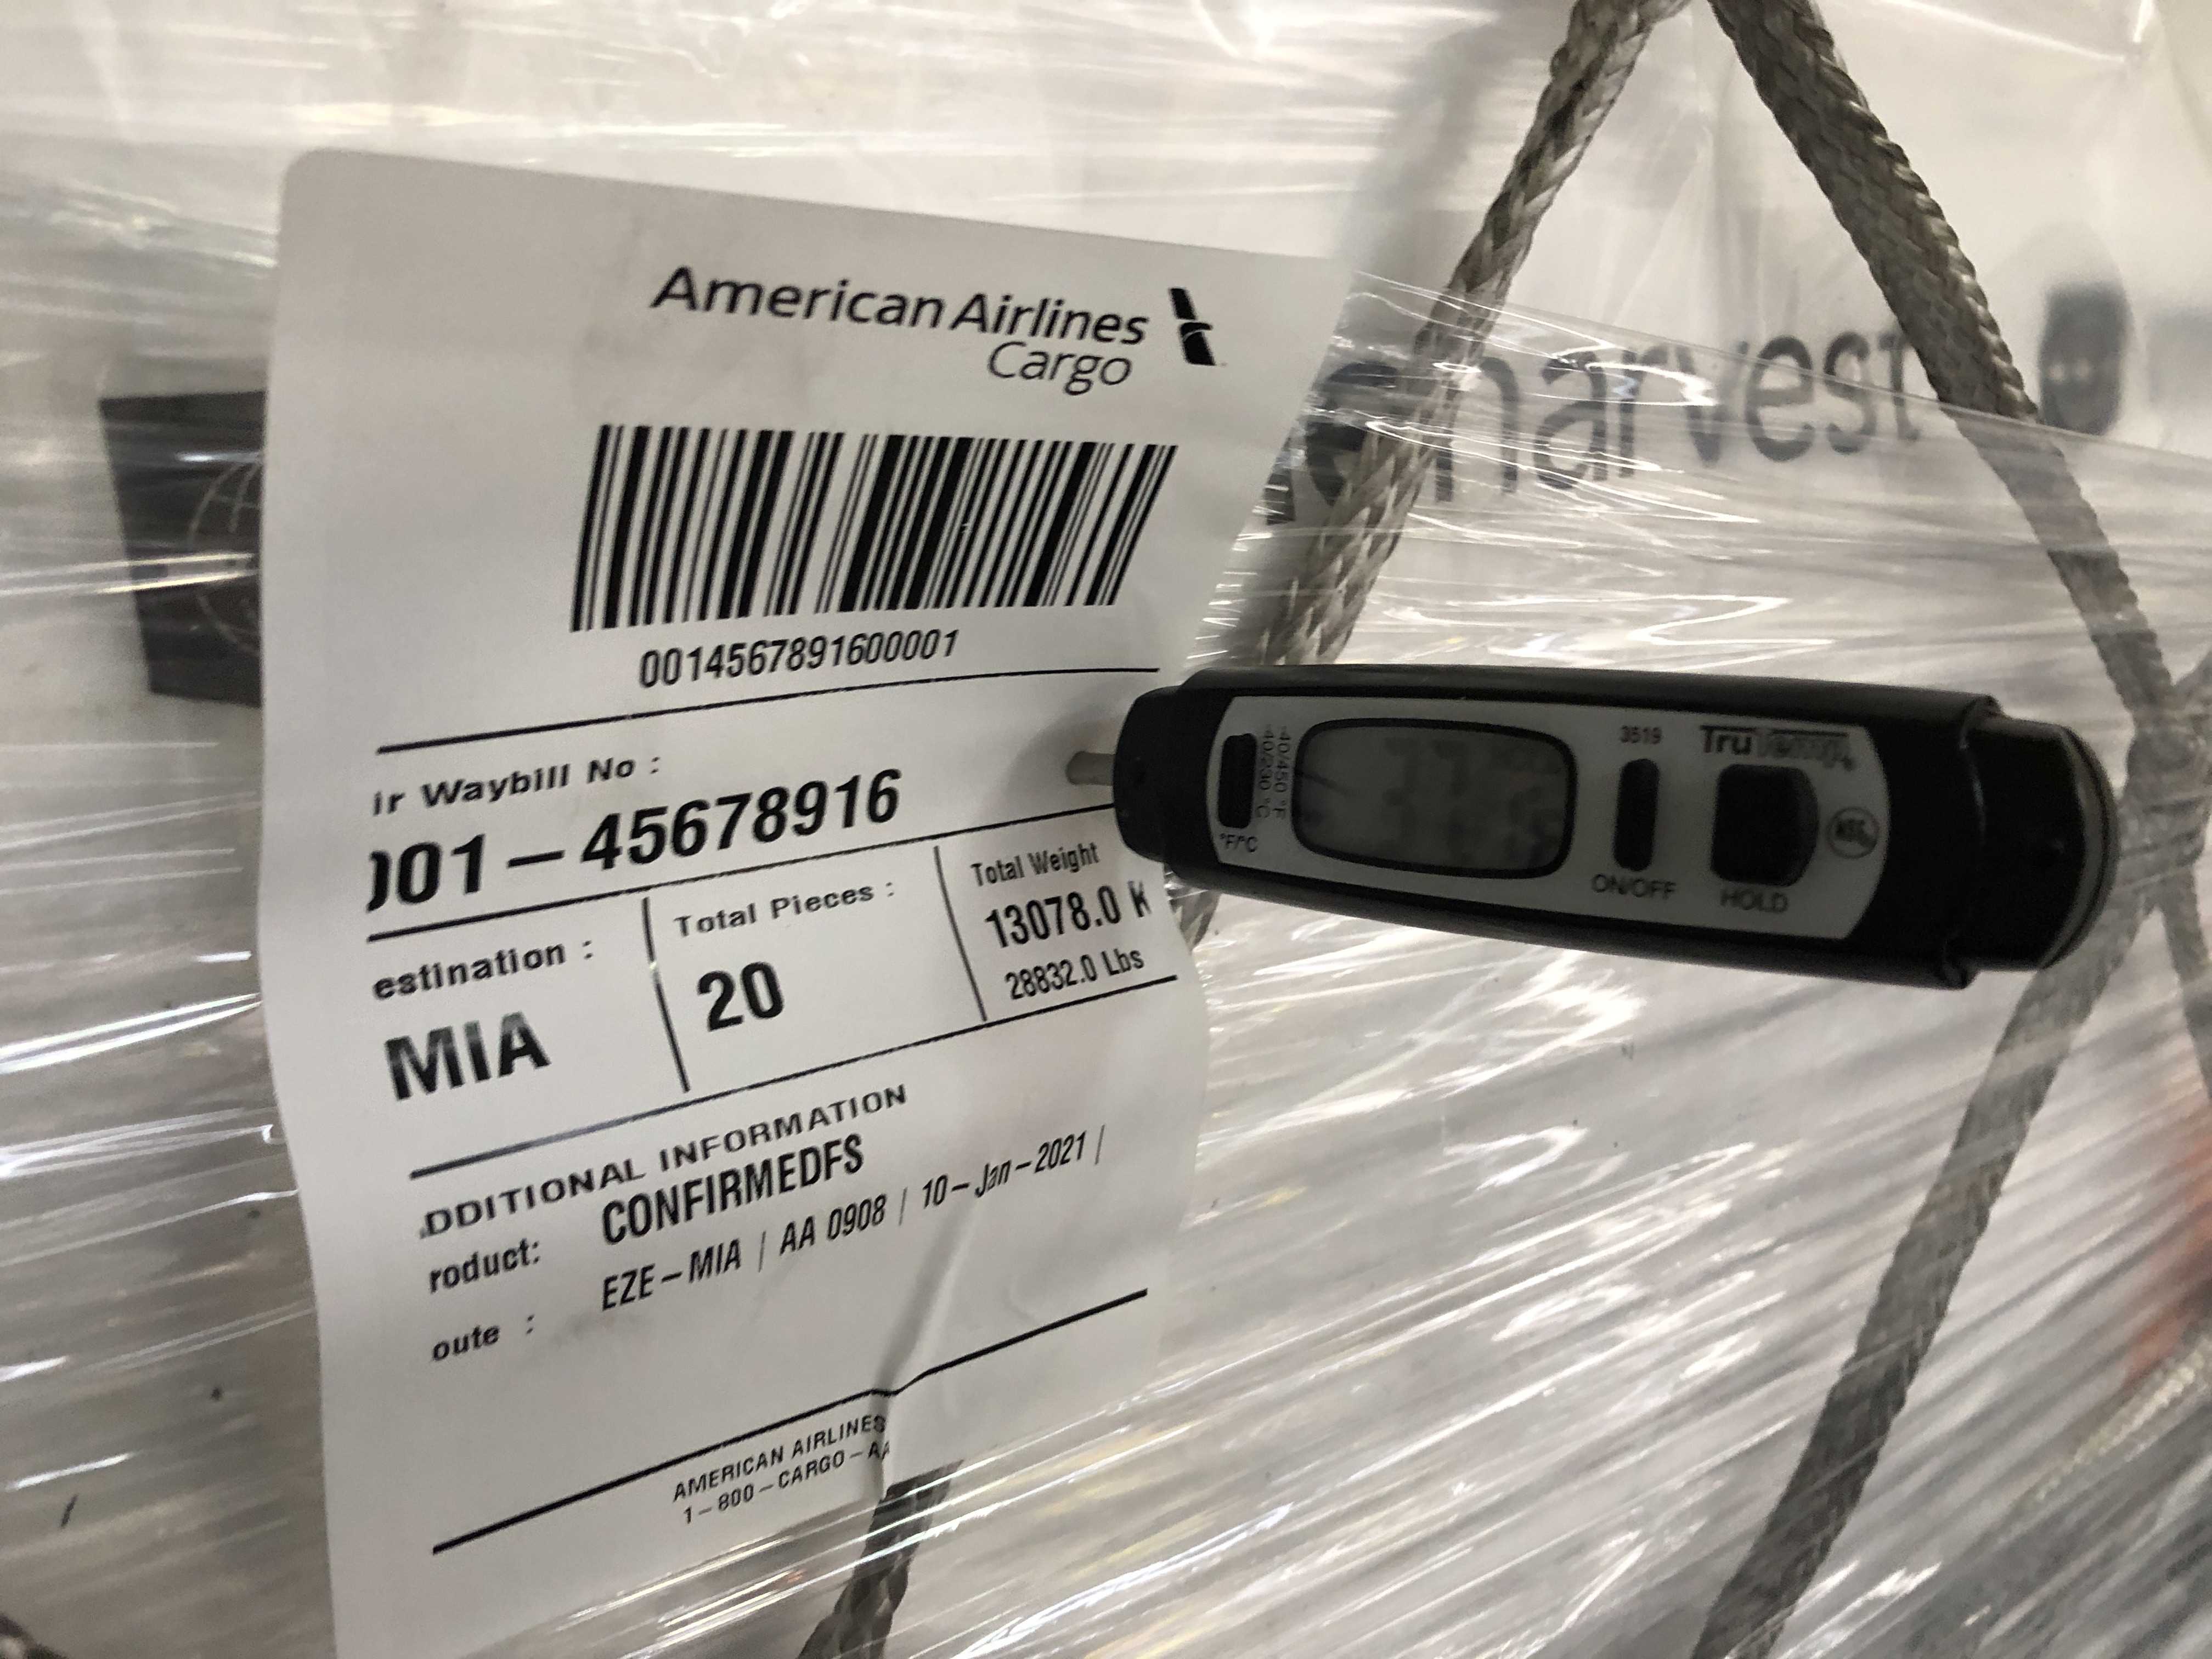 American Airlines
Cargo
harvest
0014567891600001
ir Waybill No :
001-45678916
estination :
MIA
Total Pieces :
20
Total Weight
13078.0 K
28832.0 Lbs
DDITIONAL INFORMATION
roduct: CONFIRMEDFS
oute : EZE-MIA | AA 0908 | 10-Jan-2021 |
AMERICAN AIRLINES
1-800-CARGO-AA
-40/450 °F
-40/230 °C
°F/°C
3519
TruTemp
ON/OFF
HOLD
NSF